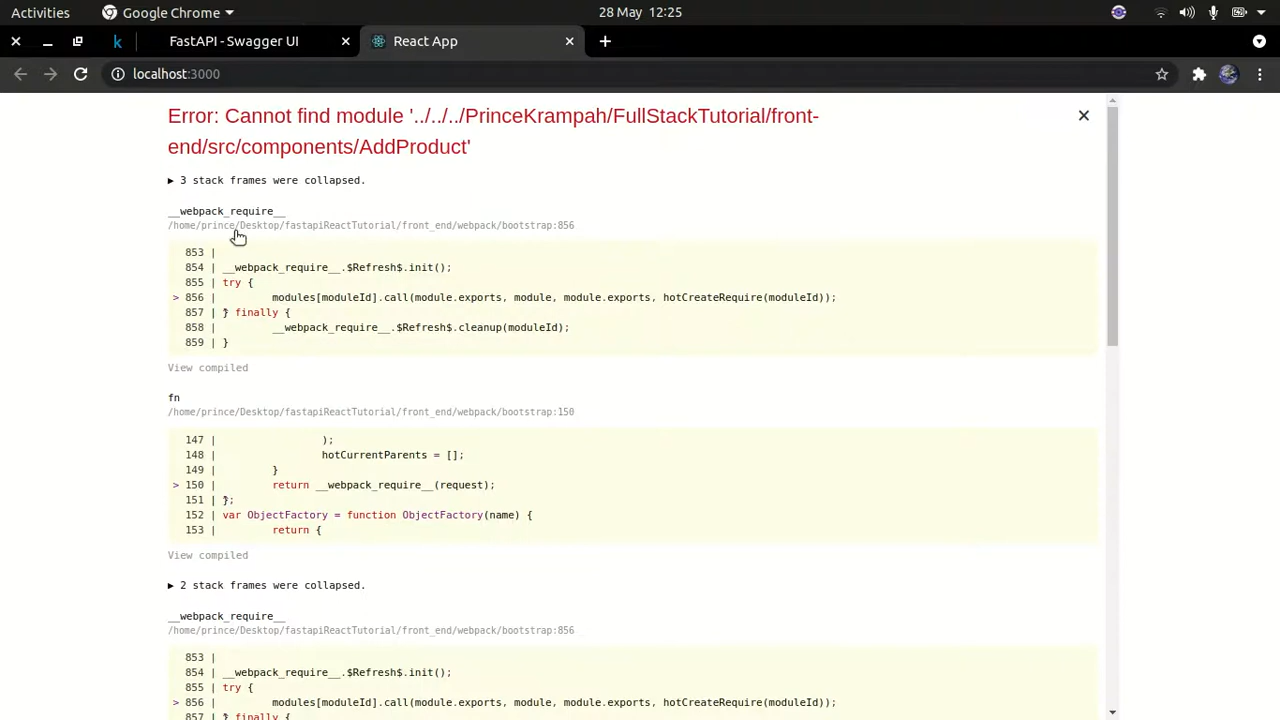 Activities
Google Chrome
28 May 12:25
k
FastAPI - Swagger UI
React App
localhost:3000
Error: Cannot find module '../../../PrinceKrampah/FullStackTutorial/front-
end/src/components/AddProduct'
▶ 3 stack frames were collapsed.
__webpack_require__
/home/prince/Desktop/fastapiReactTutorial/front_end/webpack/bootstrap:856
853 |
854 | __webpack_require__.$Refresh$.init();
855 | try {
> 856 | modules[moduleId].call(module.exports, module, module.exports, hotCreateRequire(moduleId));
857 | } finally {
858 | __webpack_require__.$Refresh$.cleanup(moduleId);
859 | }
View compiled
fn
/home/prince/Desktop/fastapiReactTutorial/front_end/webpack/bootstrap:150
147 | );
148 | hotCurrentParents = [];
149 | }
> 150 | return __webpack_require__(request);
151 | };
152 | var ObjectFactory = function ObjectFactory(name) {
153 | return {
View compiled
▶ 2 stack frames were collapsed.
__webpack_require__
/home/prince/Desktop/fastapiReactTutorial/front_end/webpack/bootstrap:856
853 |
854 | __webpack_require__.$Refresh$.init();
855 | try {
> 856 | modules[moduleId].call(module.exports, module, module.exports, hotCreateRequire(moduleId));
857 | } finally {